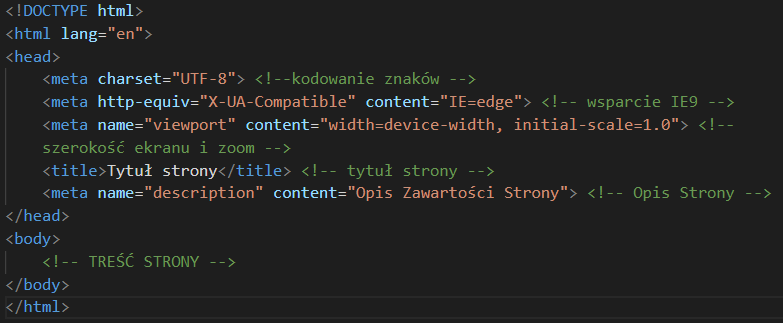 <!DOCTYPE html>
<html lang="en">
<head>
    <meta charset="UTF-8"> <!--kodowanie znaków -->
    <meta http-equiv="X-UA-Compatible" content="IE=edge"> <!-- wsparcie IE9 -->
    <meta name="viewport" content="width=device-width, initial-scale=1.0"> <!--
    szerokość ekranu i zoom -->
    <title>Tytuł strony</title> <!-- tytuł strony -->
    <meta name="description" content="Opis Zawartości Strony"> <!-- Opis Strony -->
</head>
<body>
    <!-- TREŚĆ STRONY -->
</body>
</html>